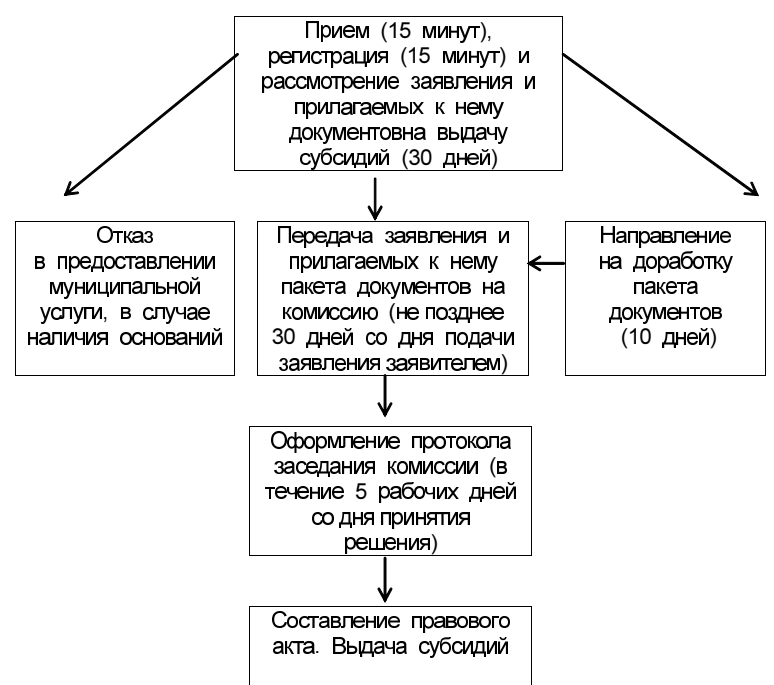 Прием (15 минут),
регистрация (15 минут) и
рассмотрение заявления и
прилагаемых к нему
документовна выдачу
субсидий (30 дней)
Отказ
в предоставлении
муниципальной
услуги, в случае
наличия оснований
Передача заявления и
прилагаемых к нему
пакета документов на
комиссию (не позднее
30 дней со дня подачи
заявления заявителем)
Направление
на доработку
пакета
документов
(10 дней)
Оформление протокола
заседания комиссии (в
течение 5 рабочих дней
со дня принятия
решения)
Составление правового
акта. Выдача субсидий